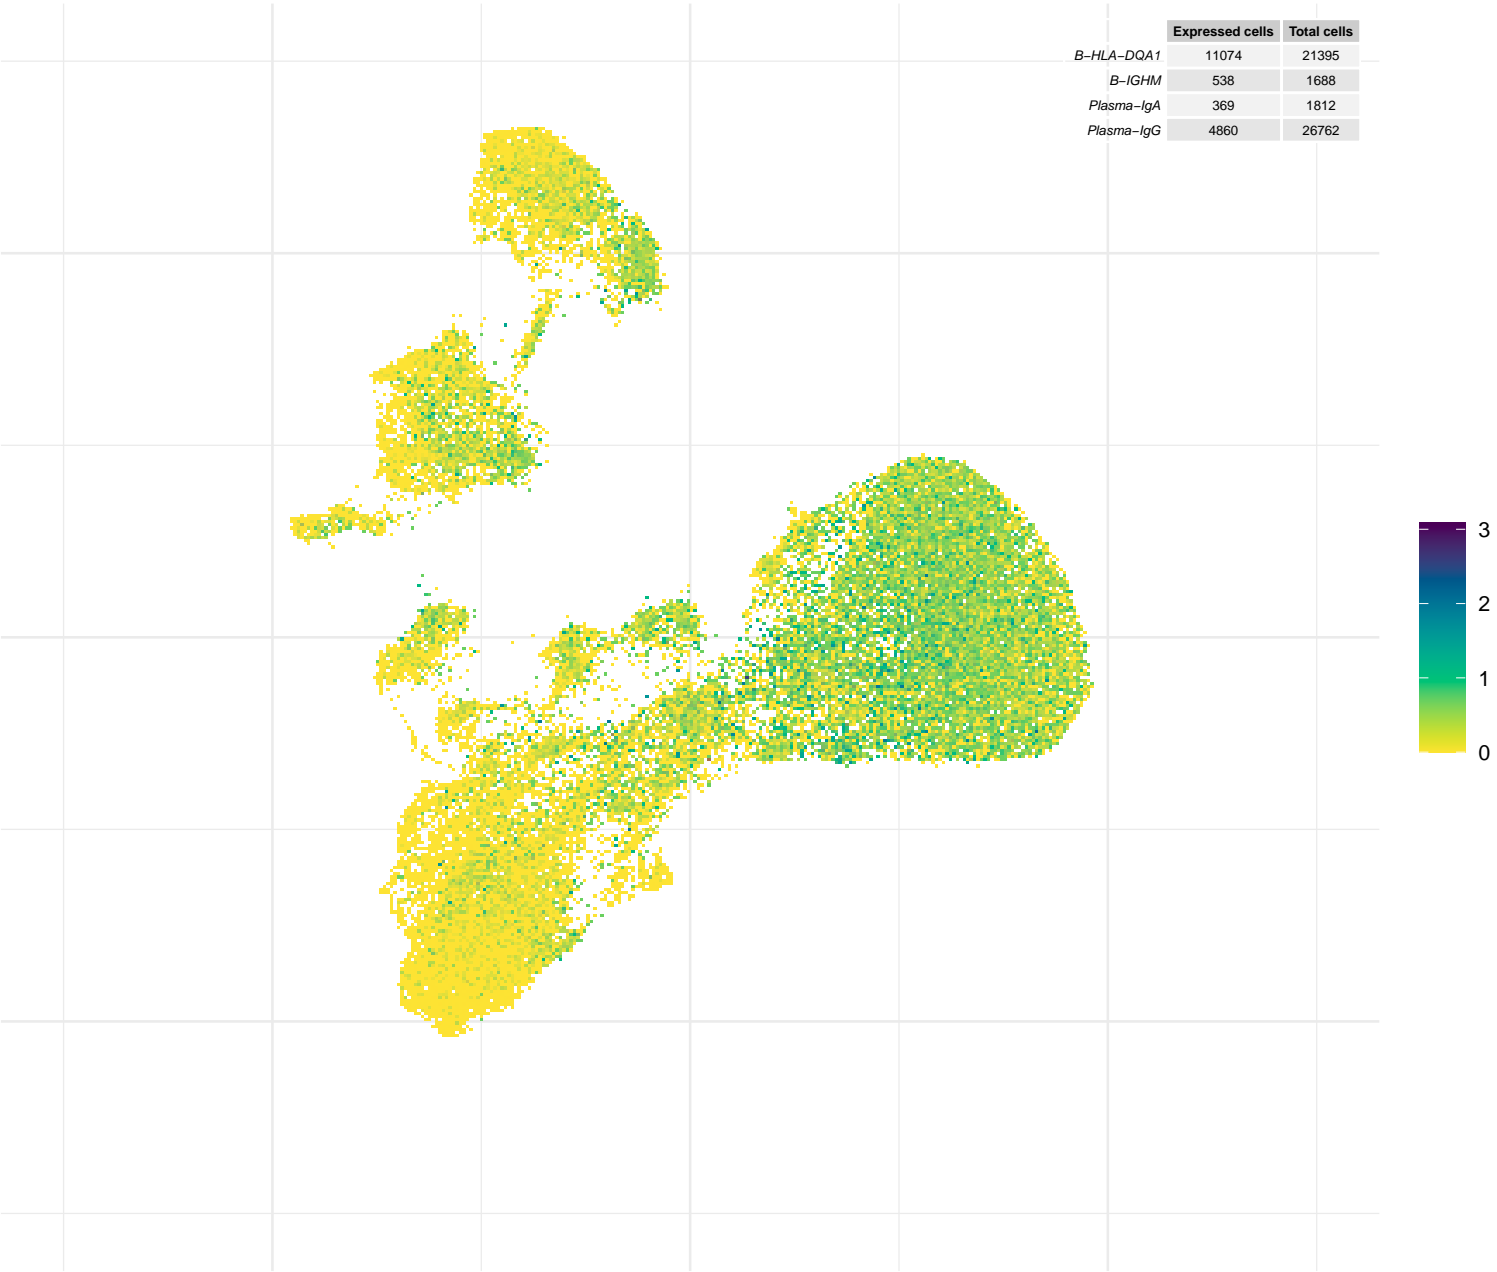 Expressed cells Total cells
B−HLA−DQA1 11074 21395
B−IGHM 538 1688
Plasma−IgA 369 1812
Plasma−IgG 4860 26762
3
2
1
0